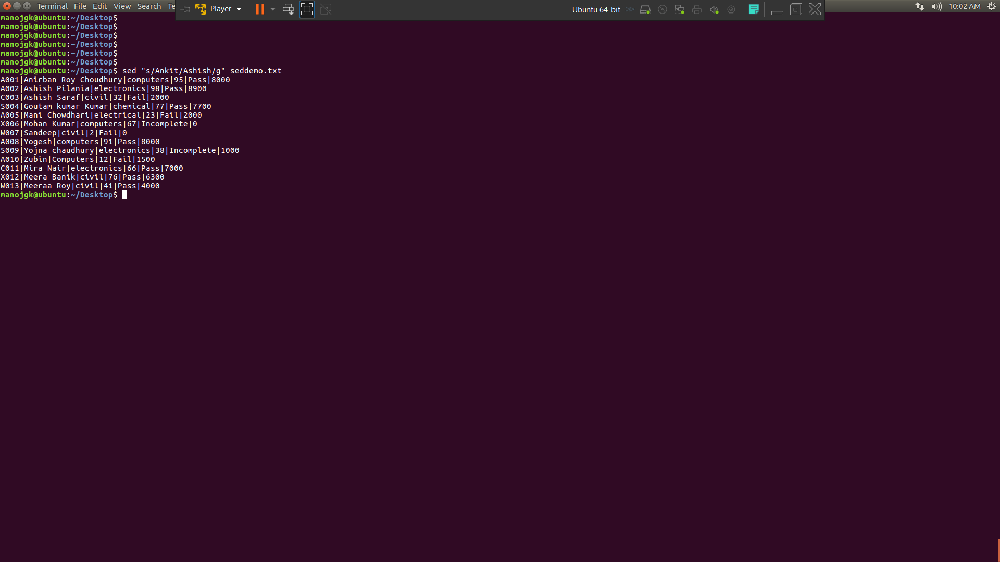 Terminal File Edit View Search Te
Player
Ubuntu 64-bit
10:02 AM
manojgk@ubuntu:~/Desktop$
manojgk@ubuntu:~/Desktop$
manojgk@ubuntu:~/Desktop$
manojgk@ubuntu:~/Desktop$
manojgk@ubuntu:~/Desktop$
manojgk@ubuntu:~/Desktop$
manojgk@ubuntu:~/Desktop$ sed "s/Ankit/Ashish/g" seddemo.txt
A001|Anirban Roy Choudhury|computers|95|Pass|8000
A002|Ashish Pilania|electronics|98|Pass|8900
C003|Ashish Saraf|civil|32|Fail|2000
S004|Goutam kumar Kumar|chemical|77|Pass|7700
A005|Mani Chowdhari|electrical|23|Fail|2000
X006|Mohan Kumar|computers|67|Incomplete|0
W007|Sandeep|civil|2|Fail|0
A008|Yogesh|computers|91|Pass|8000
S009|Yojna chaudhury|electronics|38|Incomplete|1000
A010|Zubin|Computers|12|Fail|1500
C011|Mira Nair|electronics|66|Pass|7000
X012|Meera Banik|civil|76|Pass|6300
W013|Meeraa Roy|civil|41|Pass|4000
manojgk@ubuntu:~/Desktop$